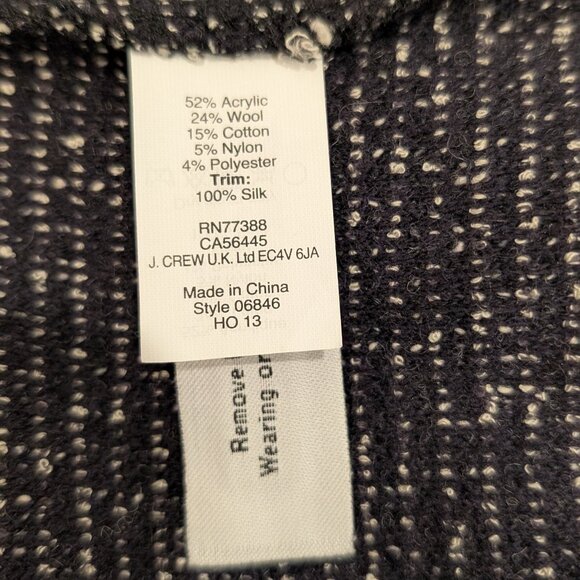 52% Acrylic
24% Wool
15% Cotton
5% Nylon
4% Polyester
Trim:
100% Silk
RN77388
CA56445
J. CREW U.K. Ltd EC4V 6JA
Made in China
Style 06846
HO 13
Remove
Wearing or